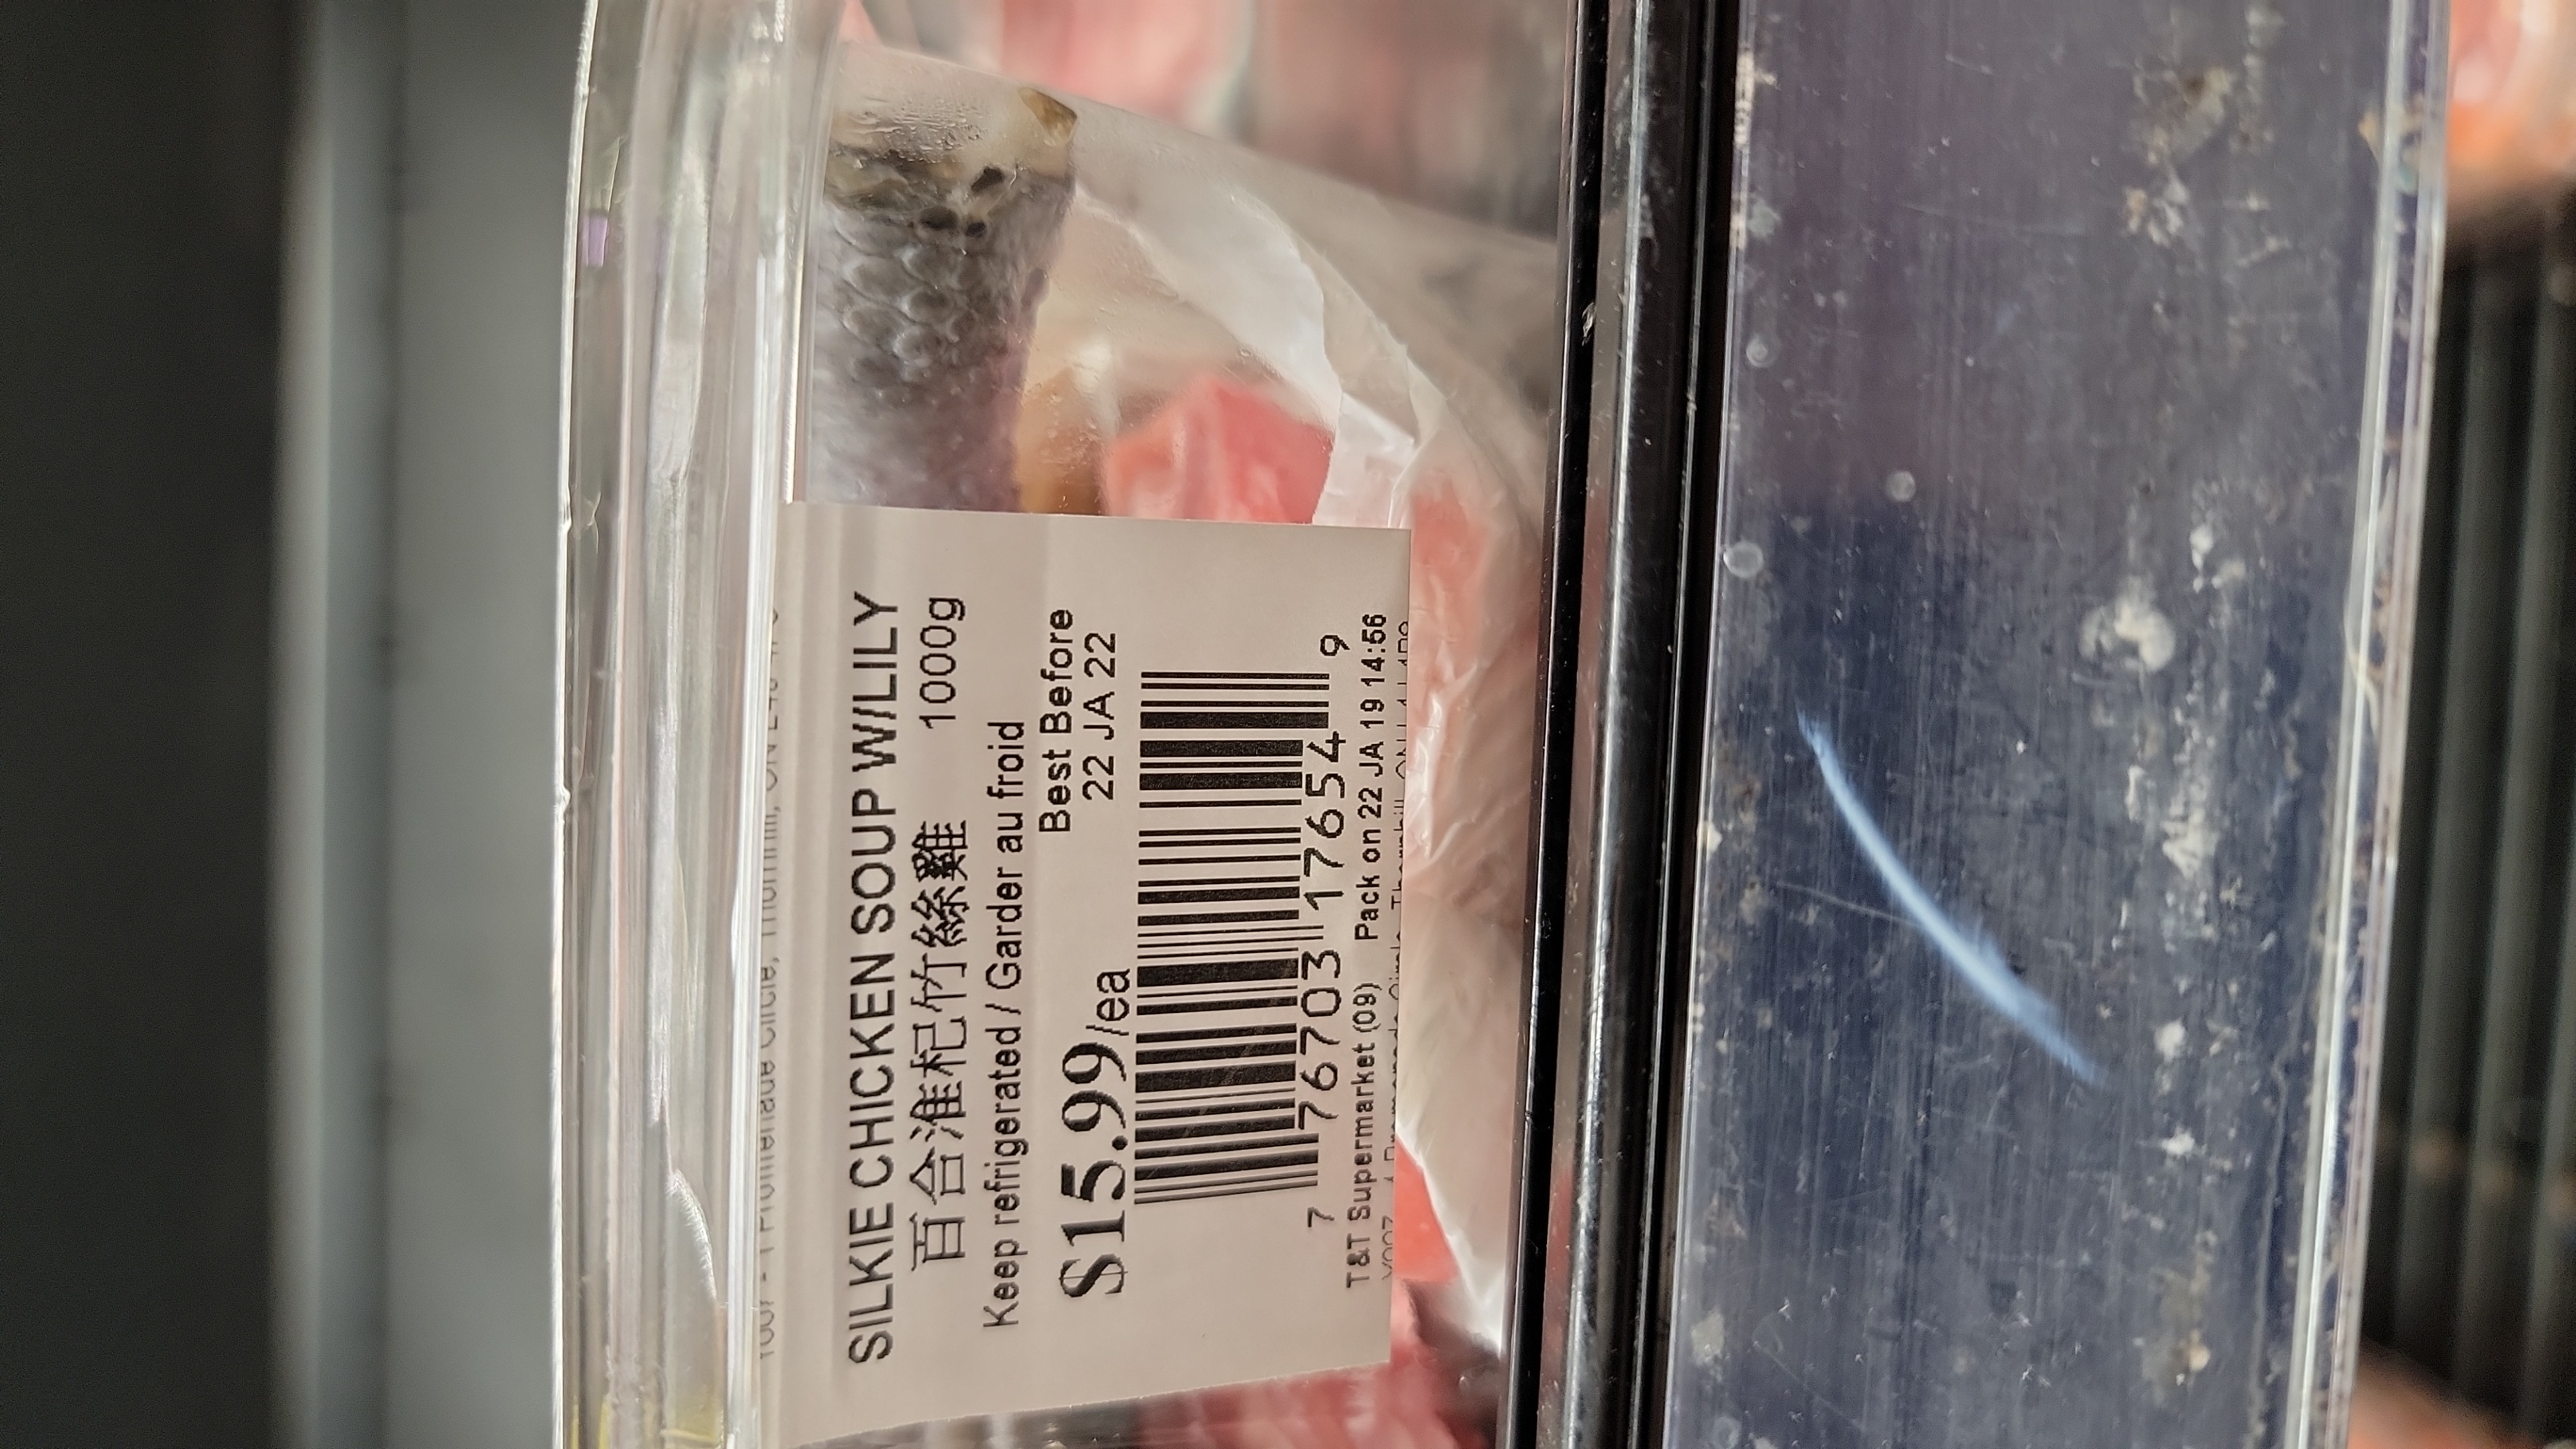 SILKIE CHICKEN SOUP W/LILY
百合淮杞竹絲雞 1000g
Keep refrigerated / Garder au froid
Best Before
22 JA 22
$15.99/ea
7 76703 17654 9
T&T Supermarket (09) Pack on 22 JA 19 14:56